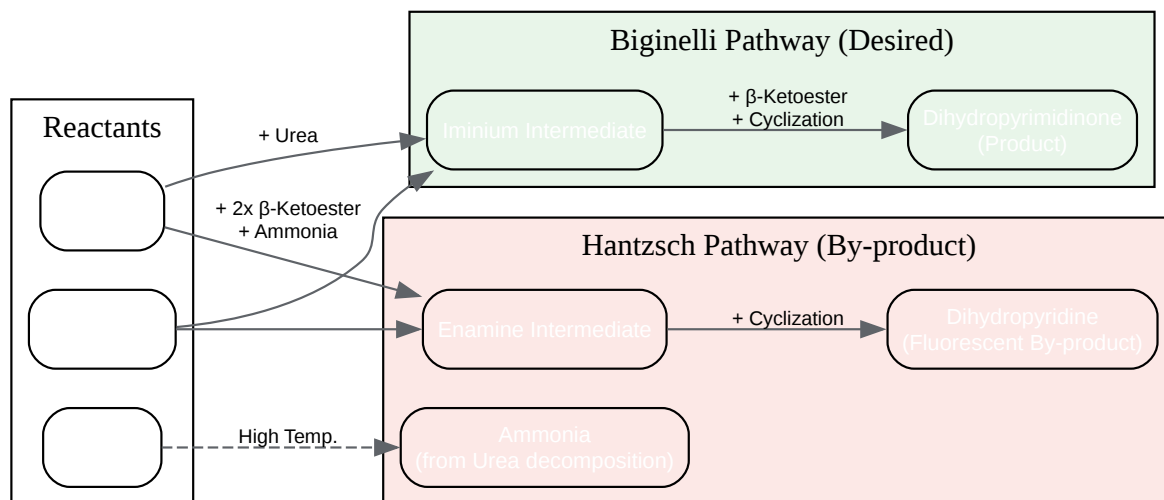 Biginelli Pathway (Desired)
+ β-Ketoester
+ Cyclization
Iminium Intermediate
Dihydropyrimidinone
(Product)
Reactants
+ Urea
+ 2x β-Ketoester
+ Ammonia
Hantzsch Pathway (By-product)
Enamine Intermediate
+ Cyclization
Dihydropyridine
(Fluorescent By-product)
High Temp.
Ammonia
(from Urea decomposition)